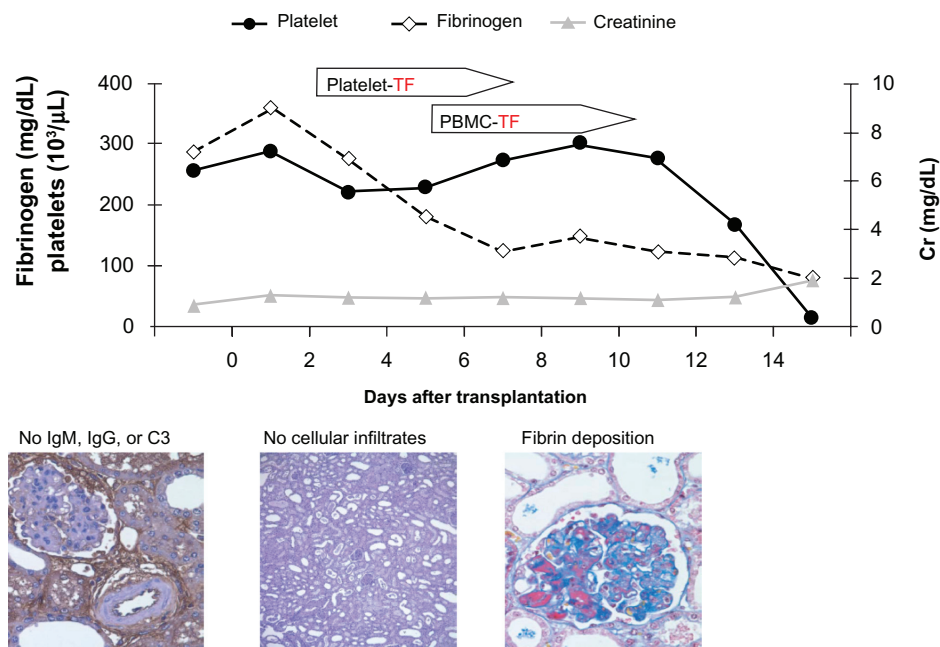 Platelet Fibrinogen Creatinine
Fibrinogen (mg/dL)
platelets (10³/μL)
400
300
200
100
0
Platelet-TF
PBMC-TF
10
8
6
4
2
0
Cr (mg/dL)
0 2 4 6 8 10 12 14
Days after transplantation
No IgM, IgG, or C3
No cellular infiltrates
Fibrin deposition